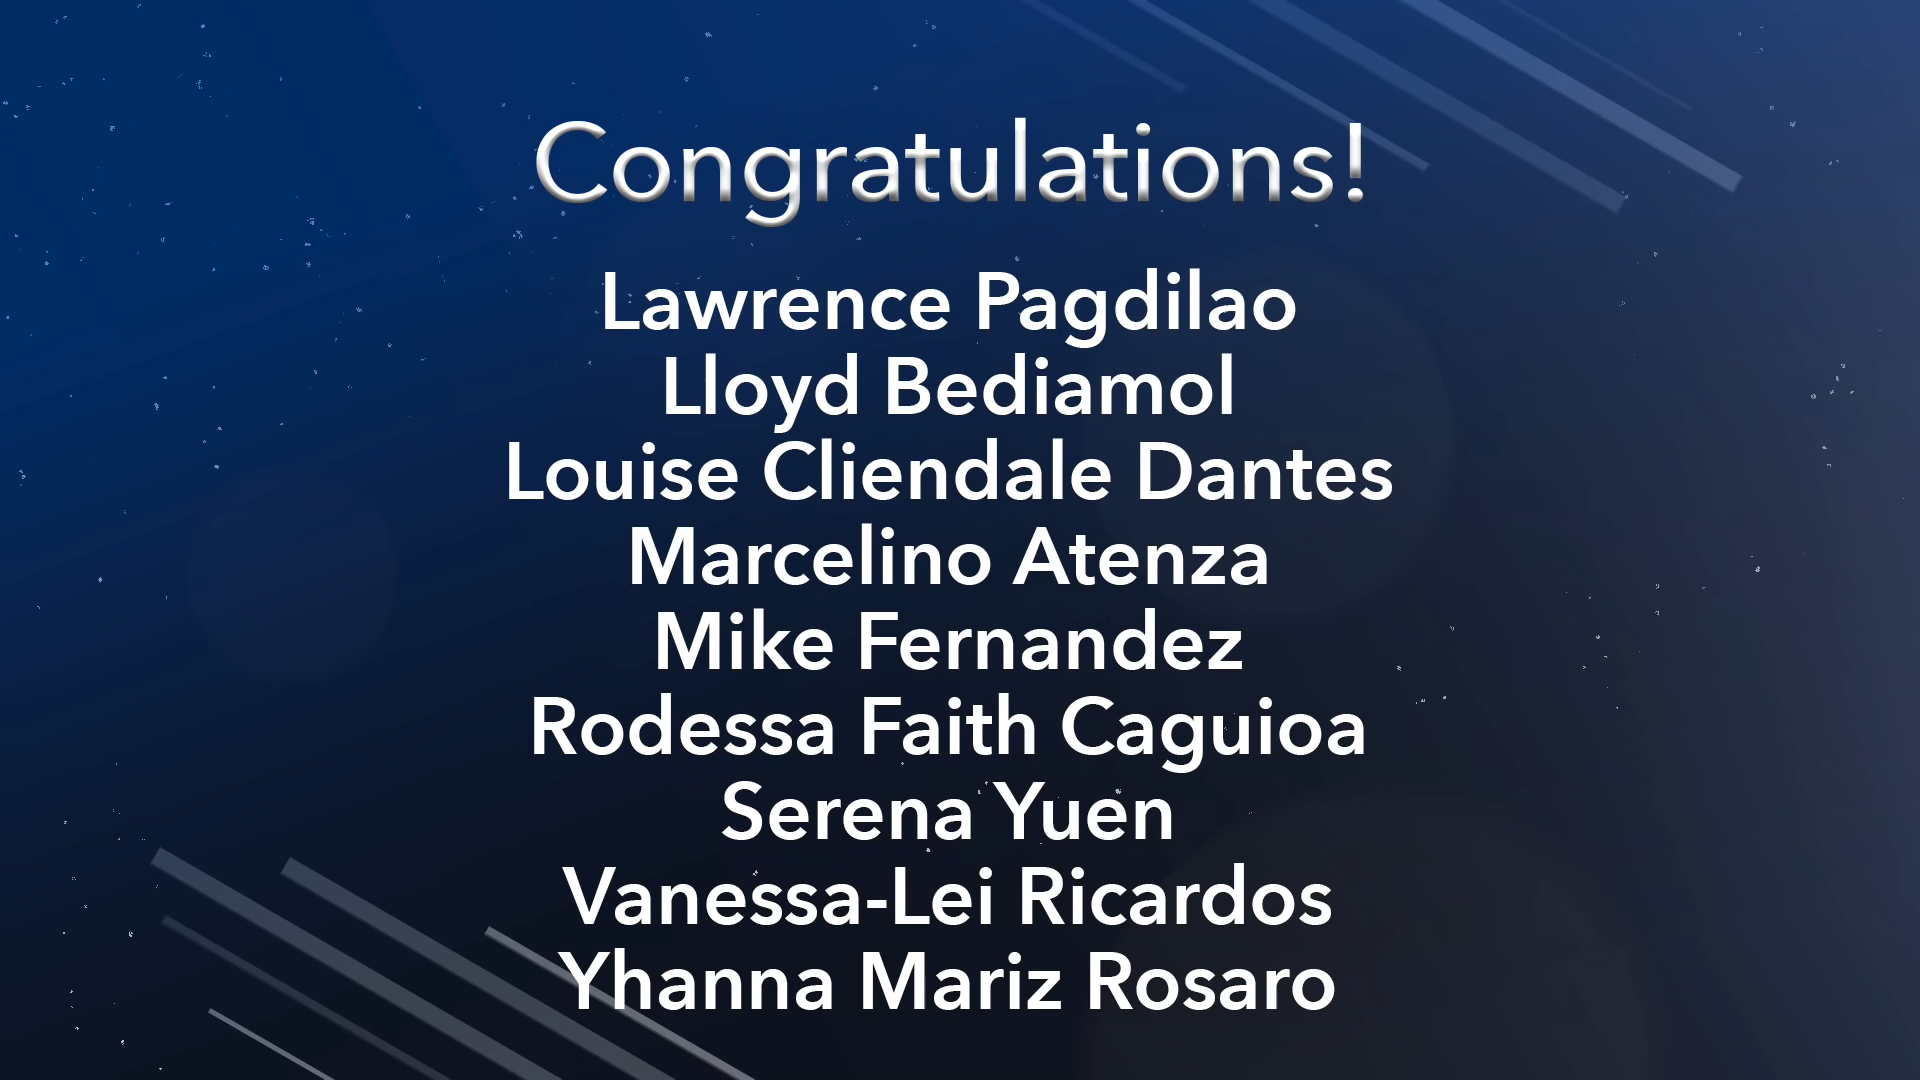 Congratulations!
Lawrence Pagdilao
Lloyd Bediamol
Louise Cliendale Dantes
Marcelino Atenza
Mike Fernandez
Rodessa Faith Caguioa
Serena Yuen
Vanessa-Lei Ricardos
Yhanna Mariz Rosaro